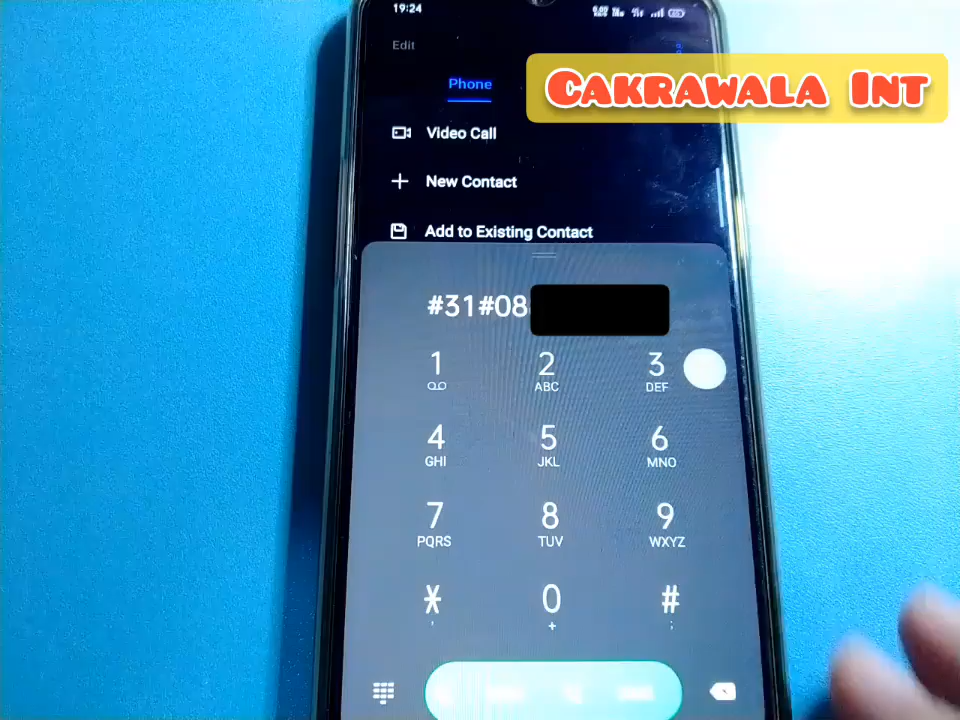 19:24
Edit
Phone
CAKRAWALA INT
Video Call
New Contact
Add to Existing Contact
#31#08
1 2 3
ABC DEF
4 5 6
GHI JKL MNO
7 8 9
PQRS TUV WXYZ
* 0 #
, + ;